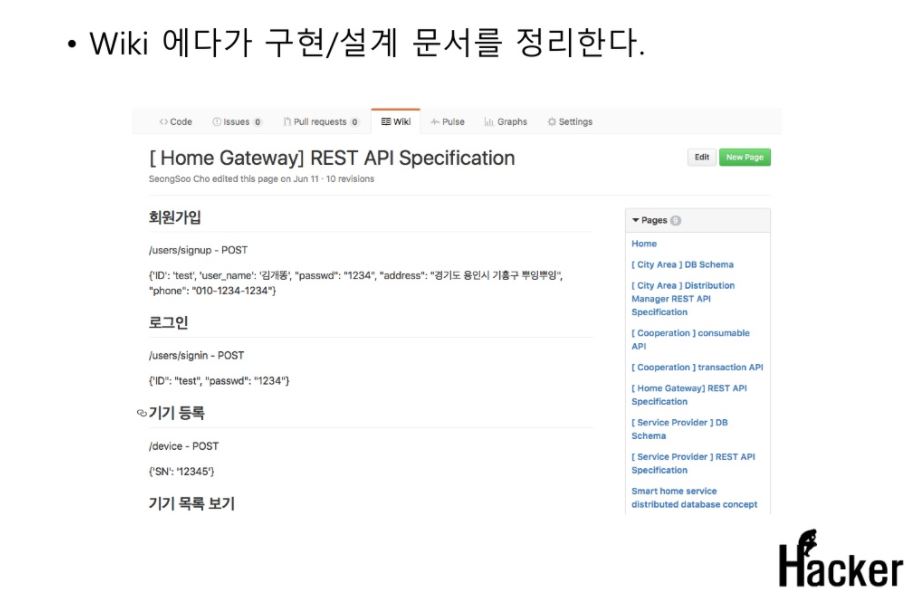 • Wiki 에다가 구현/설계 문서를 정리한다.
Code Issues 0 Pull requests 0 Wiki Pulse Graphs Settings
[ Home Gateway] REST API Specification
Edit New Page
SeongSoo Cho edited this page on Jun 11 · 10 revisions
회원가입
/users/signup - POST
{'ID': 'test', 'user_name': '김개똥', "passwd": "1234", "address": "경기도 용인시 기흥구 뿌잉뿌잉",
"phone": "010-1234-1234"}
로그인
/users/signin - POST
{'ID": "test", "passwd": "1234"}
기기 등록
/device - POST
{'SN': '12345'}
기기 목록 보기
Pages 9
Home
[ City Area ] DB Schema
[ City Area ] Distribution
Manager REST API
Specification
[ Cooperation ] consumable
API
[ Cooperation ] transaction API
[ Home Gateway] REST API
Specification
[ Service Provider ] DB
Schema
[ Service Provider ] REST API
Specification
Smart home service
distributed database concept
Hacker